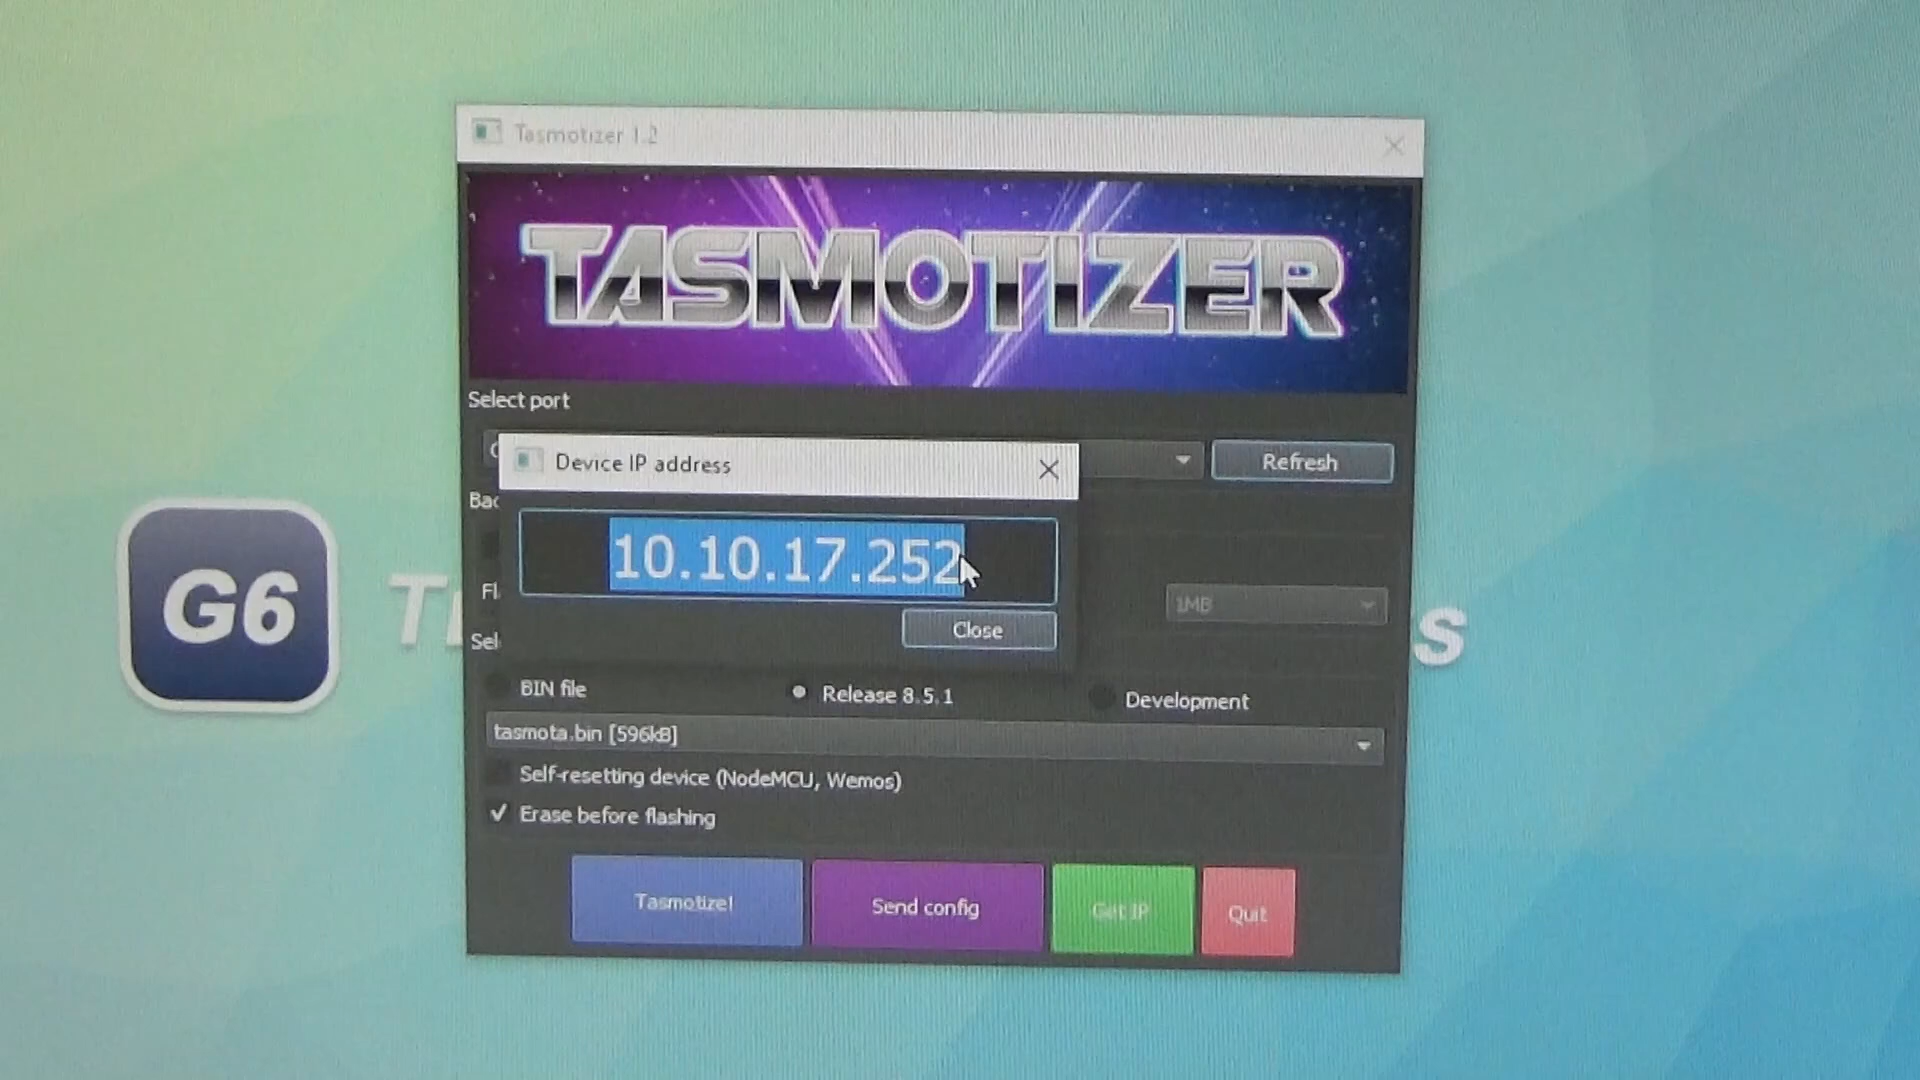 Tasmotizer 1.2
TASMOTIZER
Select port
Refresh
Device IP address
10.10.17.252
Close
1MB
G6
BIN file
Release 8.5.1
Development
tasmota.bin [596kB]
Self-resetting device (NodeMCU, Wemos)
Erase before flashing
Tasmotize!
Send config
Get IP
Quit